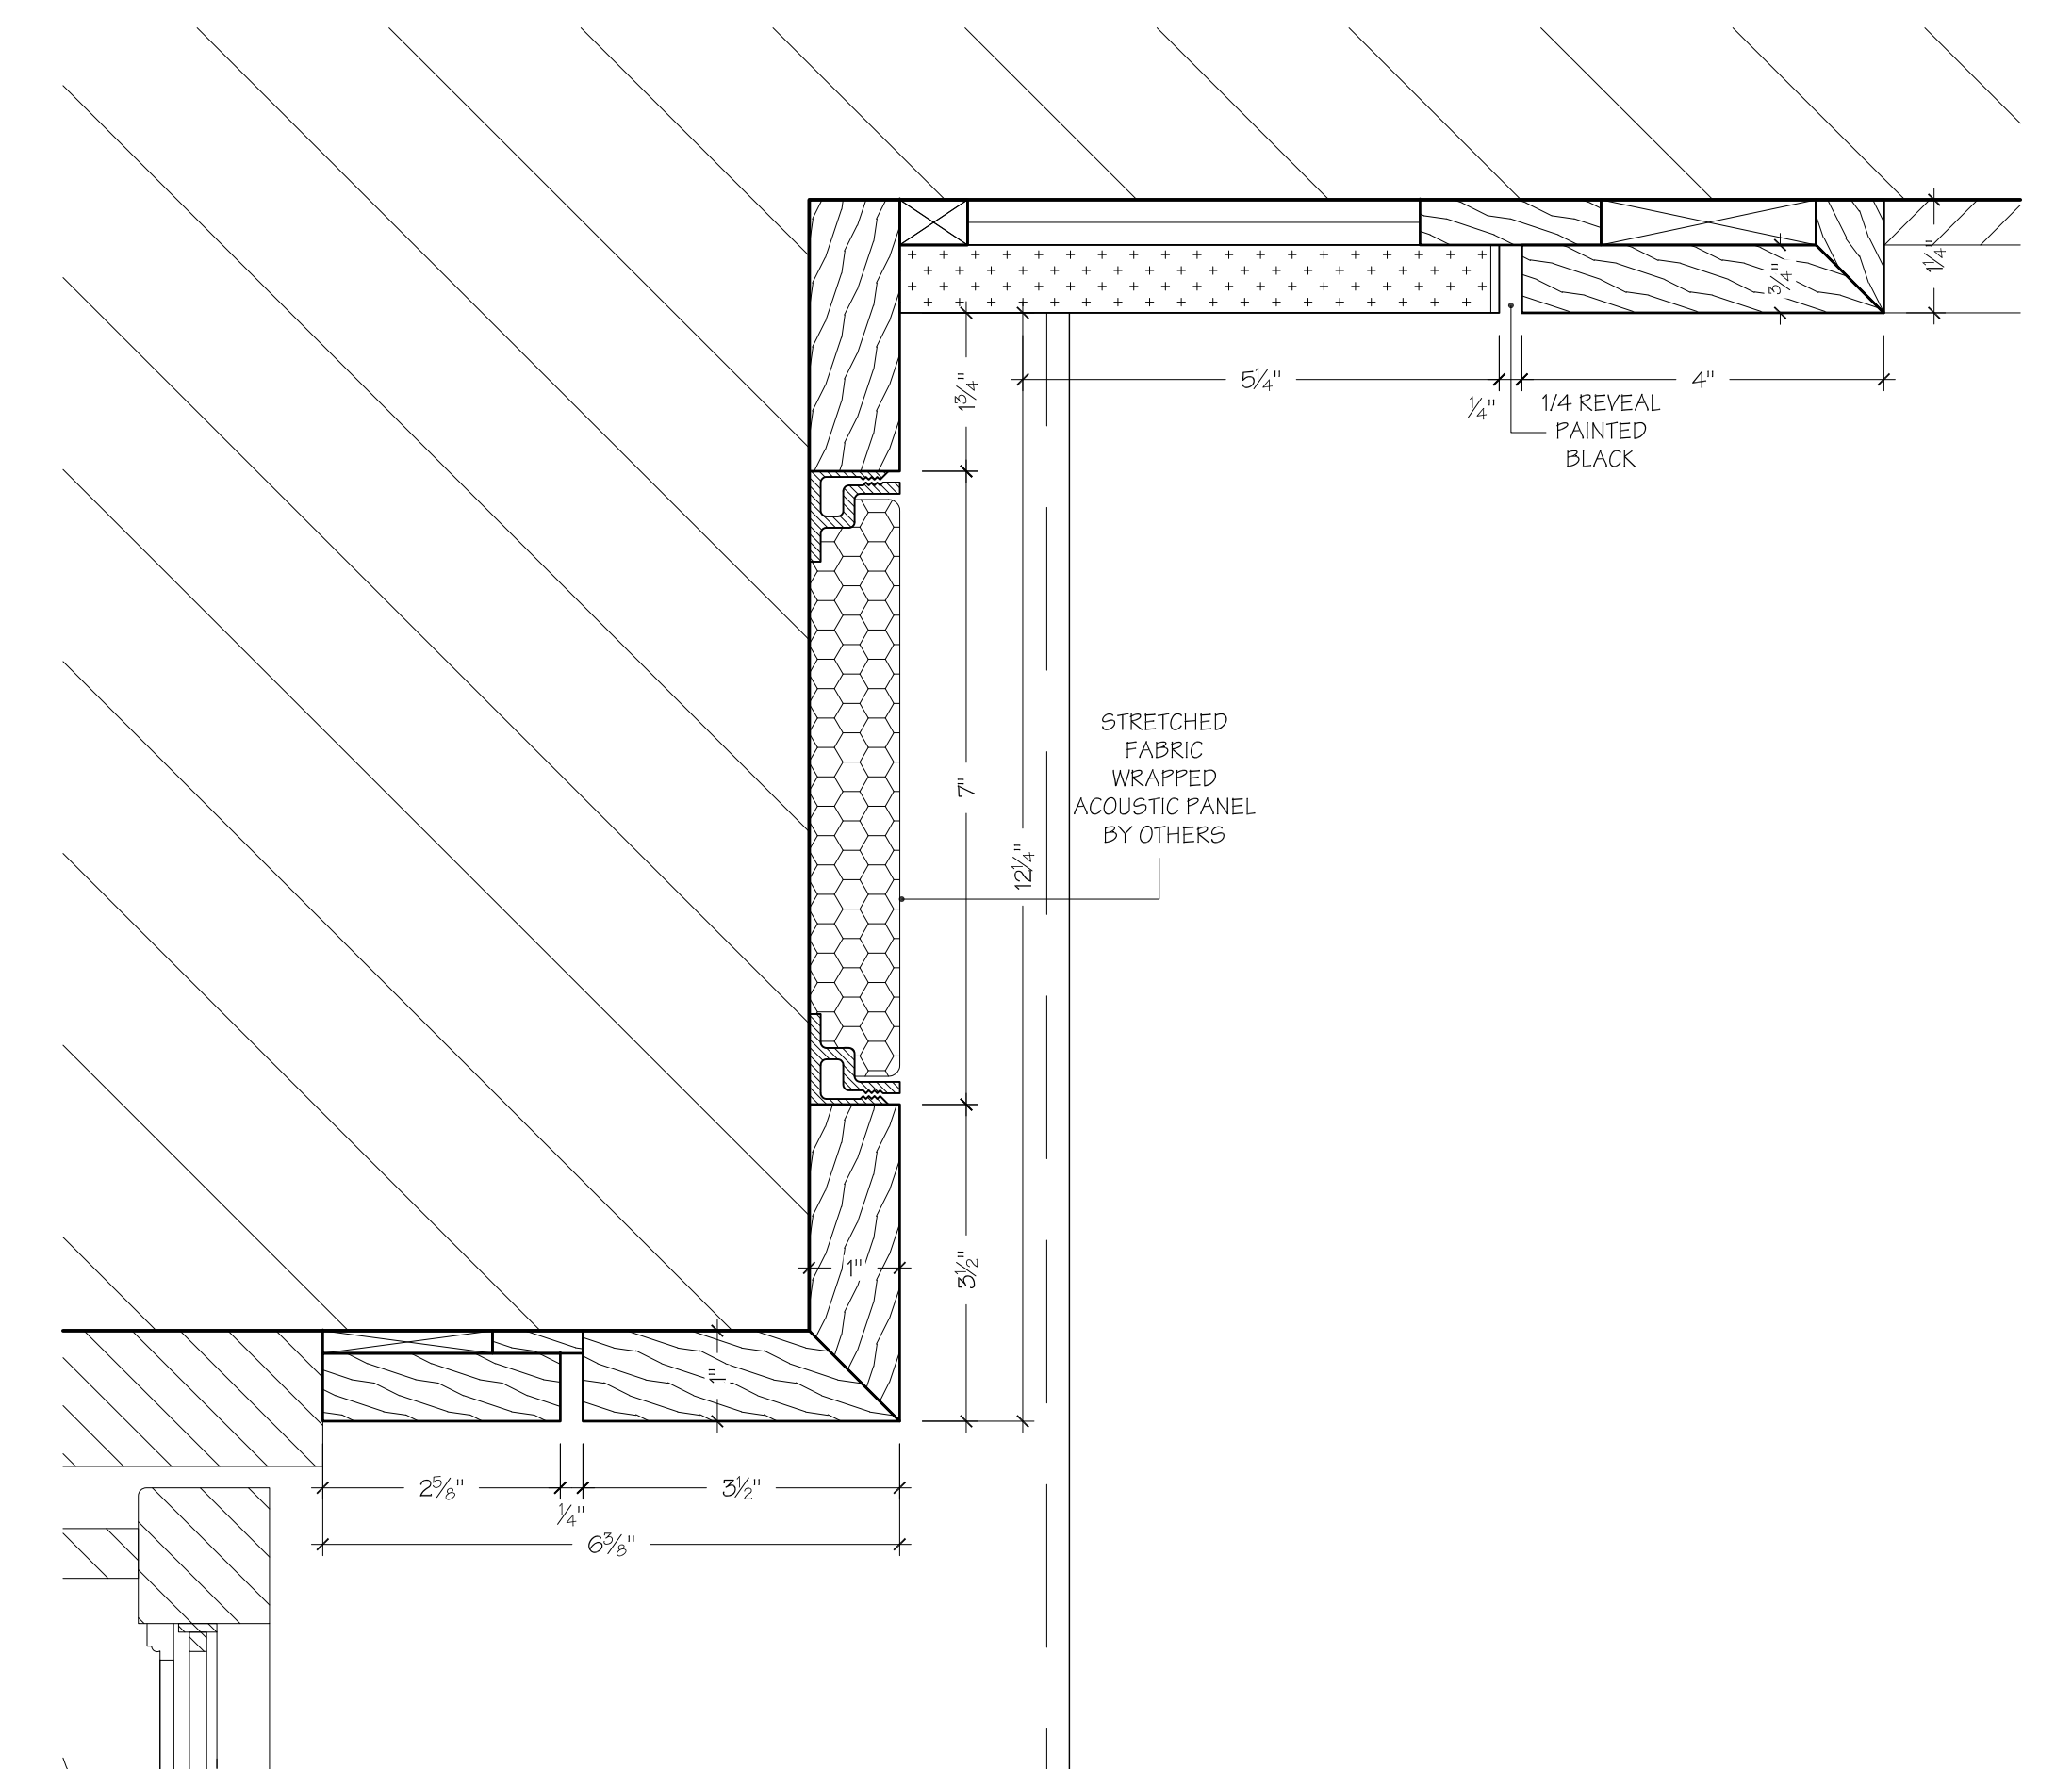 1¼"
¾"
5¼"
4"
1¾"
¼"
1/4 REVEAL
PAINTED
BLACK
STRETCHED
FABRIC
WRAPPED
ACOUSTIC PANEL
BY OTHERS
7"
12¼"
3½"
1"
1"
2⅝"
3½"
¼"
6⅜"